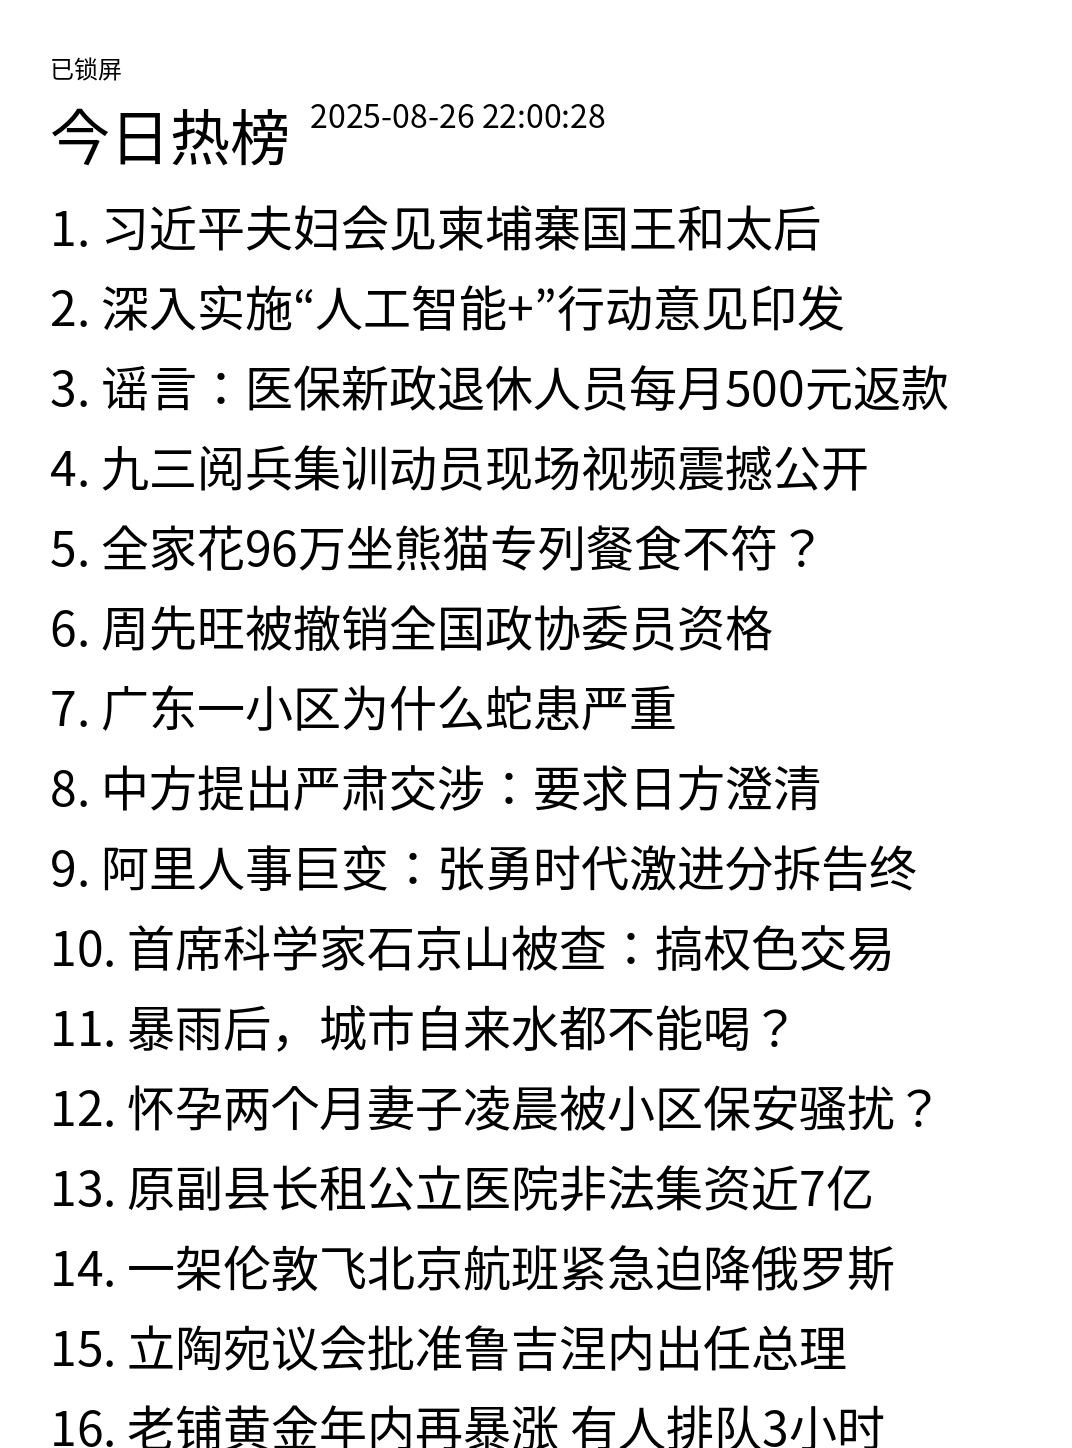 已锁屏
今日热榜 2025-08-26 22:00:28
1. 习近平夫妇会见柬埔寨国王和太后
2. 深入实施“人工智能+”行动意见印发
3. 谣言：医保新政退休人员每月500元返款
4. 九三阅兵集训动员现场视频震撼公开
5. 全家花96万坐熊猫专列餐食不符？
6. 周先旺被撤销全国政协委员资格
7. 广东一小区为什么蛇患严重
8. 中方提出严肃交涉：要求日方澄清
9. 阿里人事巨变：张勇时代激进分拆告终
10. 首席科学家石京山被查：搞权色交易
11. 暴雨后，城市自来水都不能喝？
12. 怀孕两个月妻子凌晨被小区保安骚扰？
13. 原副县长租公立医院非法集资近7亿
14. 一架伦敦飞北京航班紧急迫降俄罗斯
15. 立陶宛议会批准鲁吉涅内出任总理
16. 老铺黄金年内再暴涨 有人排队3小时